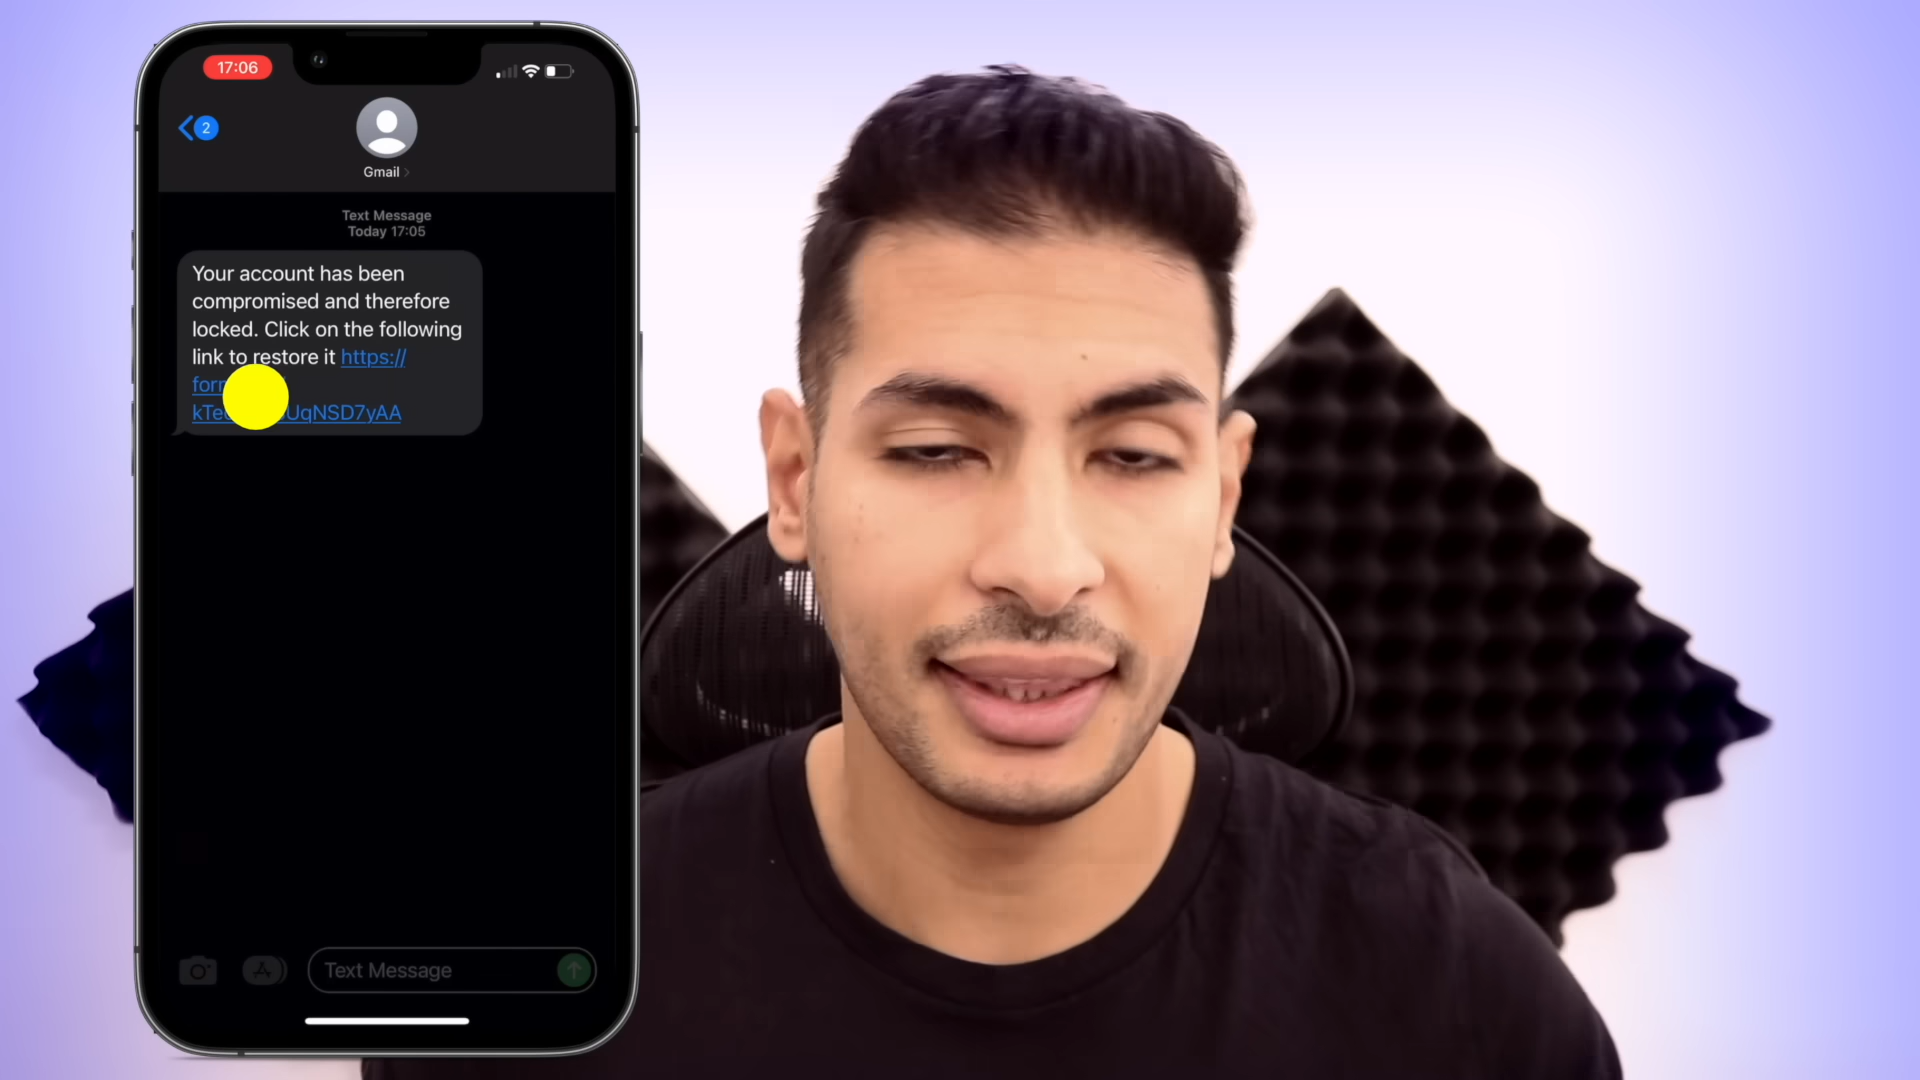 17:06
2
Gmail
Text Message
Today 17:05
Your account has been
compromised and therefore
locked. Click on the following
link to restore it https://
UqNSD7yAA
Text Message